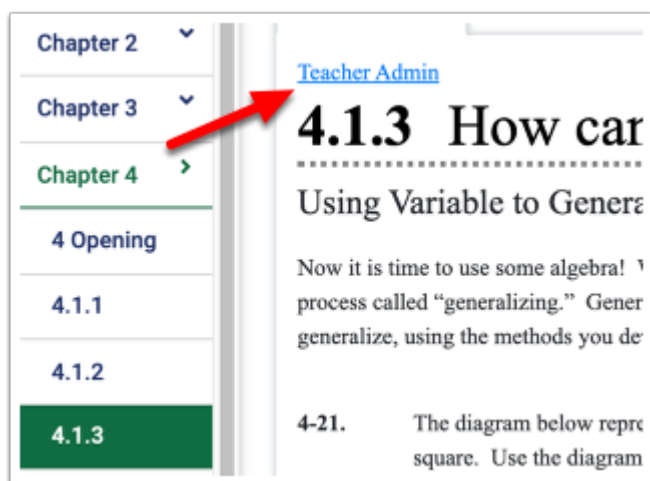 Chapter 2
Chapter 3
Chapter 4
4 Opening
4.1.1
4.1.2
4.1.3
Teacher Admin
4.1.3 How can
Using Variable to Genera
Now it is time to use some algebra!
process called “generalizing.” Gener
generalize, using the methods you de
4-21. The diagram below repre
square. Use the diagram